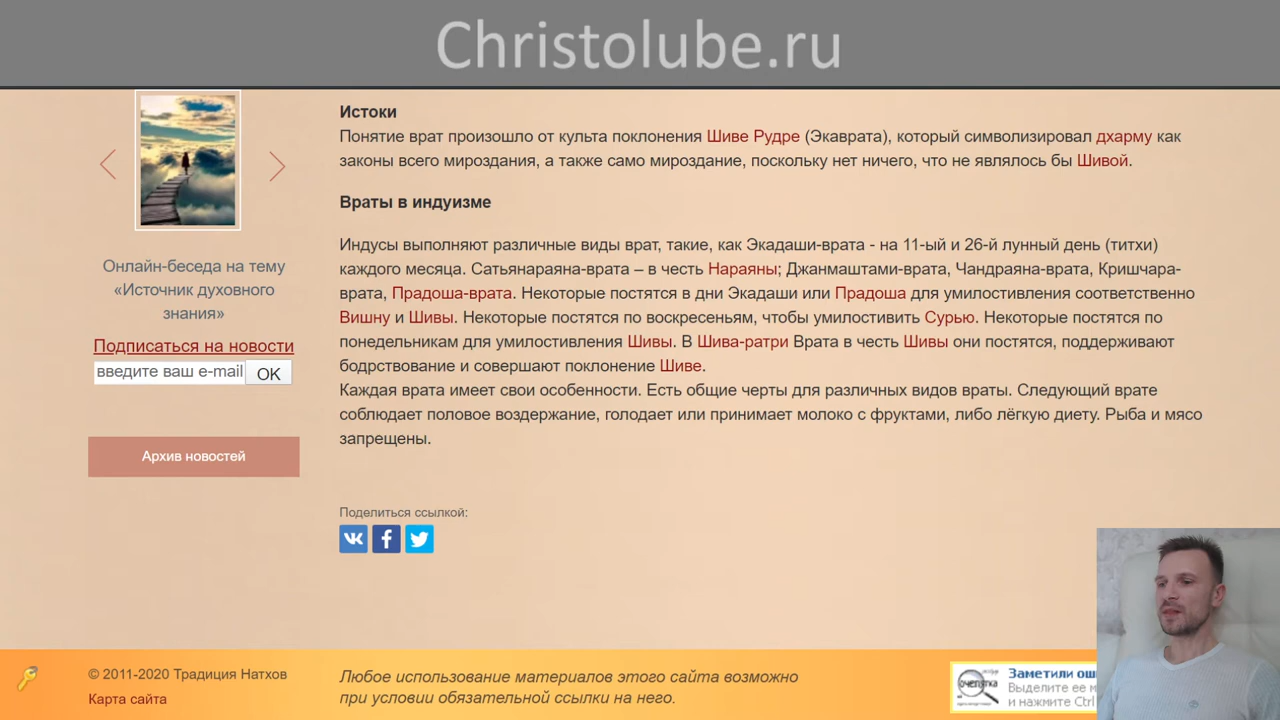 Christolube.ru
Истоки
Понятие врат произошло от культа поклонения Шиве Рудре (Экаврата), который символизировал дхарму как
законы всего мироздания, а также само мироздание, поскольку нет ничего, что не являлось бы Шивой.
Враты в индуизме
Индусы выполняют различные виды врат, такие, как Экадаши-врата - на 11-ый и 26-й лунный день (титхи)
каждого месяца. Сатьянараяна-врата – в честь Нараяны; Джанмаштами-врата, Чандраяна-врата, Кришчара-
врата, Прадоша-врата. Некоторые постятся в дни Экадаши или Прадоша для умилостивления соответственно
Вишну и Шивы. Некоторые постятся по воскресеньям, чтобы умилостивить Сурью. Некоторые постятся по
понедельникам для умилостивления Шивы. В Шива-ратри Врата в честь Шивы они постятся, поддерживают
бодрствование и совершают поклонение Шиве.
Каждая врата имеет свои особенности. Есть общие черты для различных видов враты. Следующий врате
соблюдает половое воздержание, голодает или принимает молоко с фруктами, либо лёгкую диету. Рыба и мясо
запрещены.
Поделиться ссылкой:
Онлайн-беседа на тему
«Источник духовного
знания»
Подписаться на новости
введите ваш e-mail OK
Архив новостей
© 2011-2020 Традиция Натхов
Карта сайта
Любое использование материалов этого сайта возможно
при условии обязательной ссылки на него.
очепятка
Заметили ош
Выделите ее м
и нажмите Ctrl